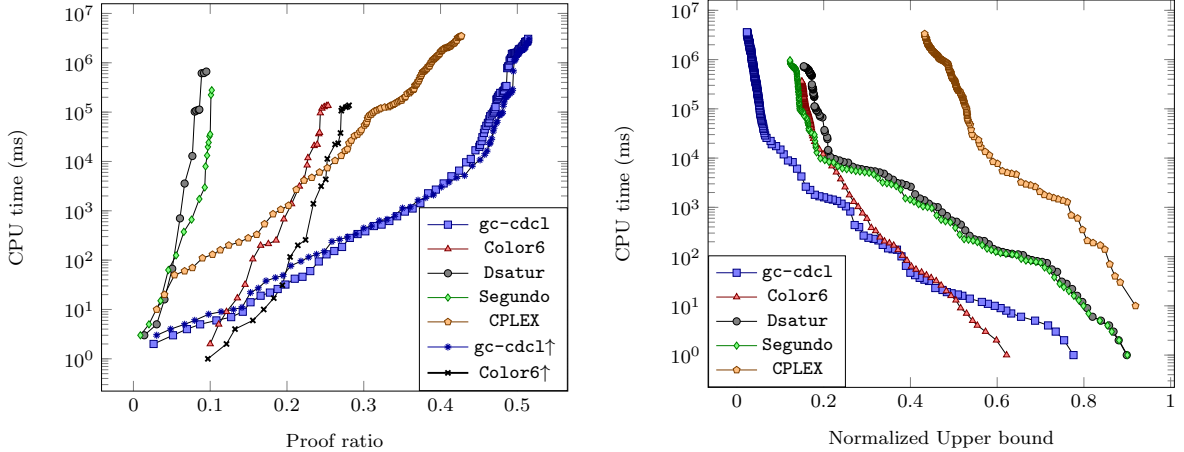 10^7
10^6
10^5
10^4
10^3
10^2
10^1
10^0
CPU time (ms)
0
0.1
0.2
0.3
0.4
0.5
Proof ratio
gc-cdcl
Color6
Dsatur
Segundo
CPLEX
gc-cdcl↑
Color6↑
10^7
10^6
10^5
10^4
10^3
10^2
10^1
10^0
CPU time (ms)
0
0.2
0.4
0.6
0.8
1
Normalized Upper bound
gc-cdcl
Color6
Dsatur
Segundo
CPLEX